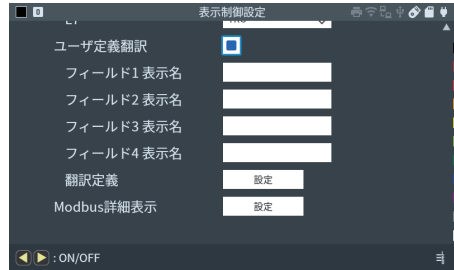 0
表示制御設定
ユーザ定義翻訳
フィールド1 表示名
フィールド2 表示名
フィールド3 表示名
フィールド4 表示名
翻訳定義 設定
Modbus詳細表示 設定
: ON/OFF